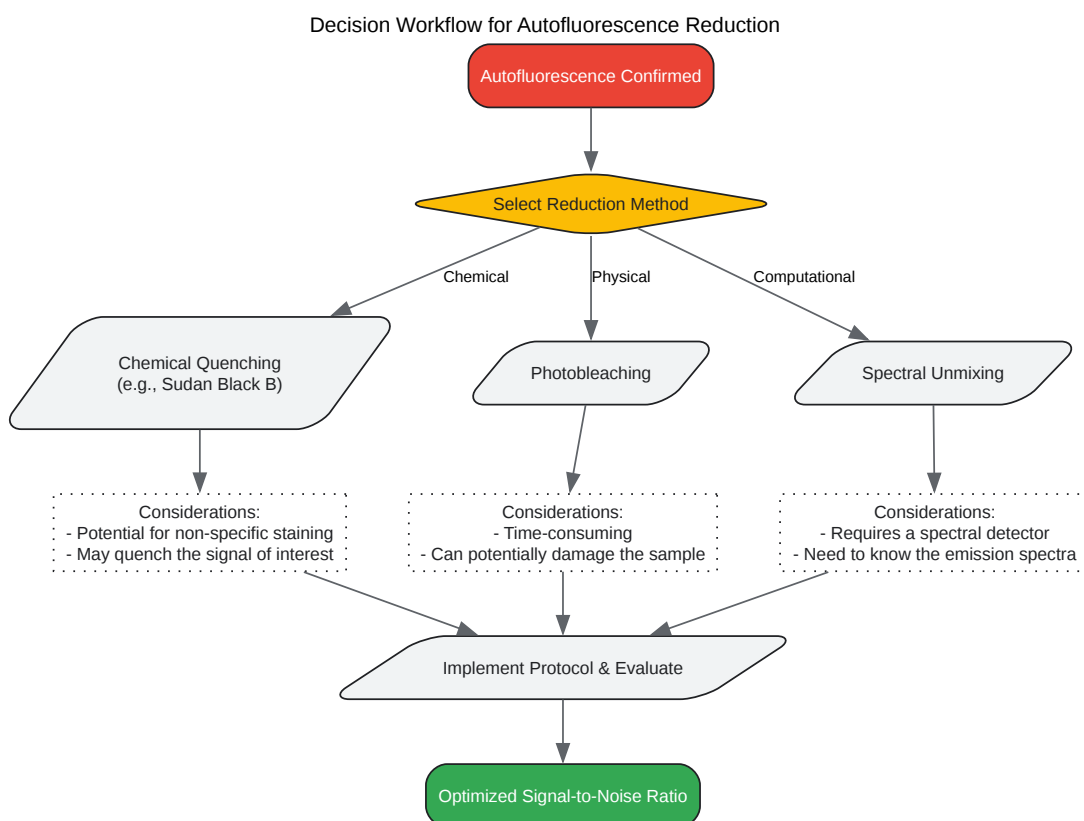 Decision Workflow for Autofluorescence Reduction
Autofluorescence Confirmed
Select Reduction Method
Chemical
Physical
Computational
Chemical Quenching
(e.g., Sudan Black B)
Photobleaching
Spectral Unmixing
Considerations:
- Potential for non-specific staining
- May quench the signal of interest
Considerations:
- Time-consuming
- Can potentially damage the sample
Considerations:
- Requires a spectral detector
- Need to know the emission spectra
Implement Protocol & Evaluate
Optimized Signal-to-Noise Ratio